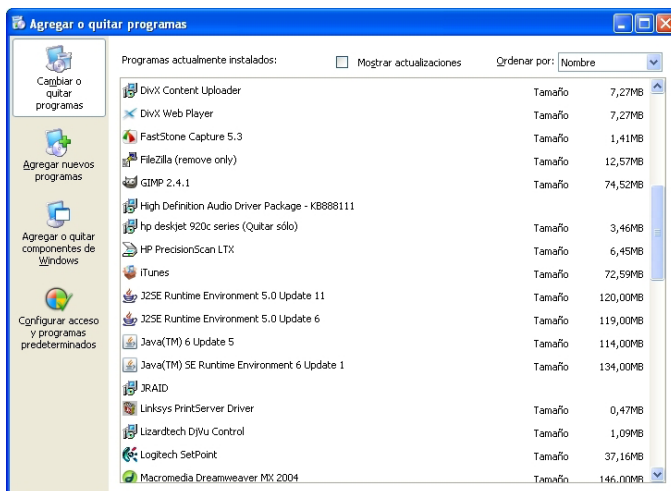 Agregar o quitar programas
Cambiar o
quitar
programas
Agregar nuevos
programas
Agregar o quitar
componentes de
Windows
Configurar acceso
y programas
predeterminados
Programas actualmente instalados: Mostrar actualizaciones Ordenar por: Nombre
DivX Content Uploader Tamaño 7,27MB
DivX Web Player Tamaño 7,27MB
FastStone Capture 5.3 Tamaño 1,41MB
FileZilla (remove only) Tamaño 12,57MB
GIMP 2.4.1 Tamaño 74,52MB
High Definition Audio Driver Package - KB888111
hp deskjet 920c series (Quitar sólo) Tamaño 3,46MB
HP PrecisionScan LTX Tamaño 6,45MB
iTunes Tamaño 72,59MB
J2SE Runtime Environment 5.0 Update 11 Tamaño 120,00MB
J2SE Runtime Environment 5.0 Update 6 Tamaño 119,00MB
Java(TM) 6 Update 5 Tamaño 114,00MB
Java(TM) SE Runtime Environment 6 Update 1 Tamaño 134,00MB
JRAID
Linksys PrintServer Driver Tamaño 0,47MB
Lizardtech DjVu Control Tamaño 1,09MB
Logitech SetPoint Tamaño 37,16MB
Macromedia Dreamweaver MX 2004 Tamaño 146,00MB